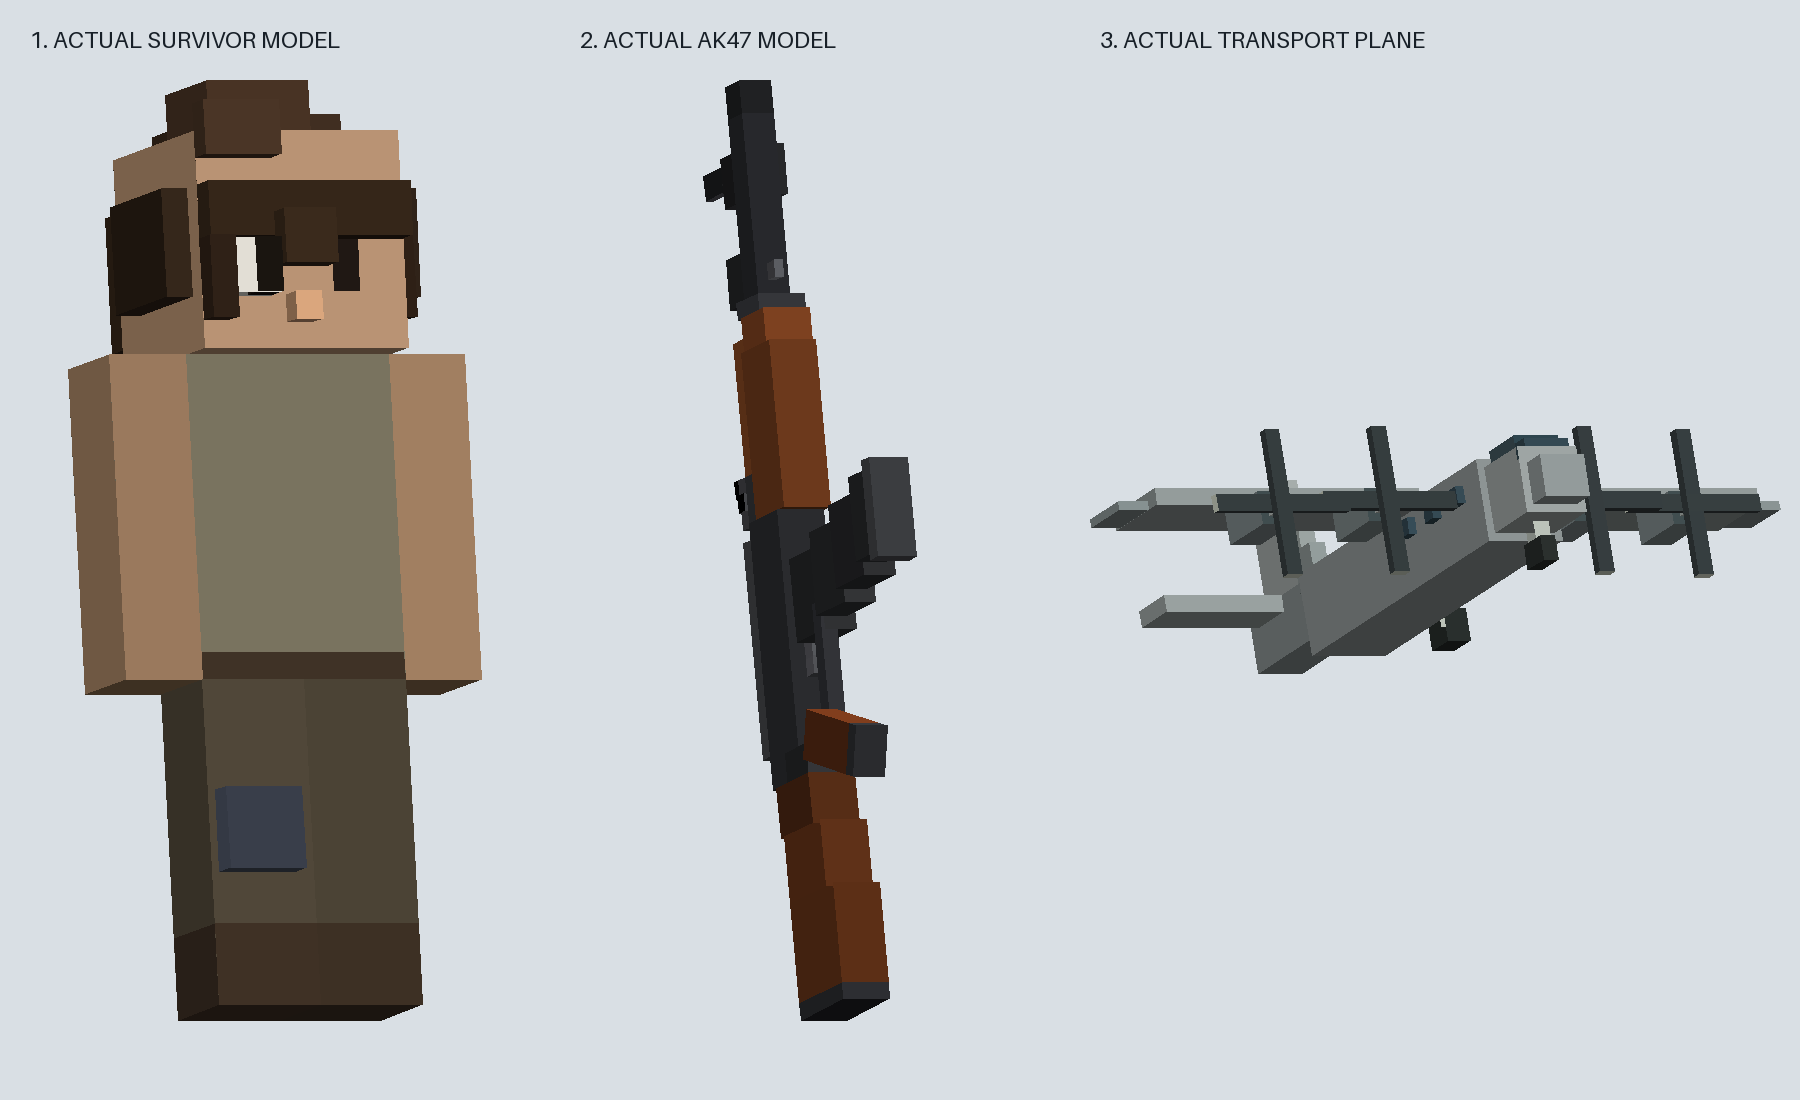 1. ACTUAL SURVIVOR MODEL
2. ACTUAL AK47 MODEL
3. ACTUAL TRANSPORT PLANE